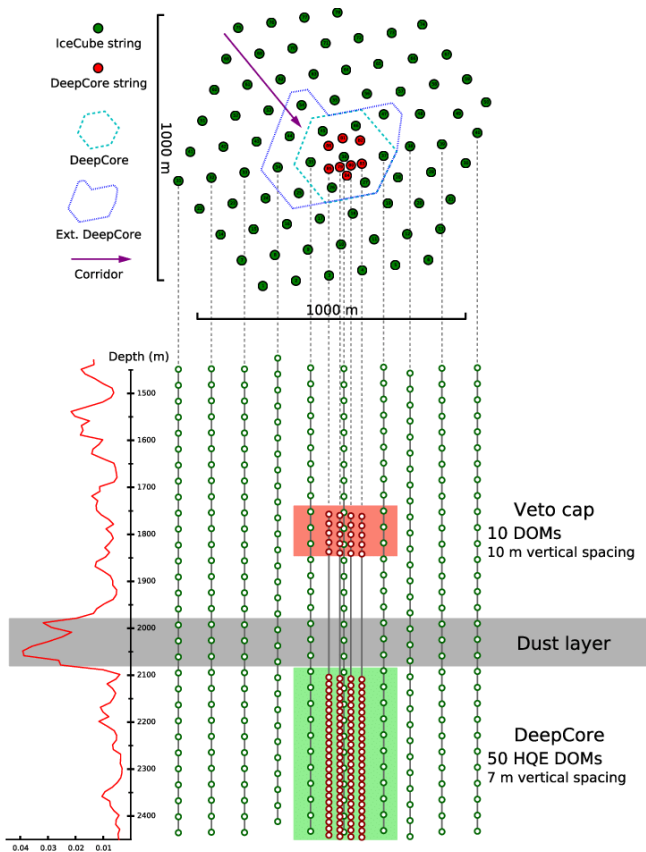 IceCube string
DeepCore string
DeepCore
Ext. DeepCore
Corridor
1000 m
1000 m
Depth (m)
1500
1600
1700
1800
1900
2000
2100
2200
2300
2400
0.04
0.03
0.02
0.01
Veto cap
10 DOMs
10 m vertical spacing
Dust layer
DeepCore
50 HQE DOMs
7 m vertical spacing